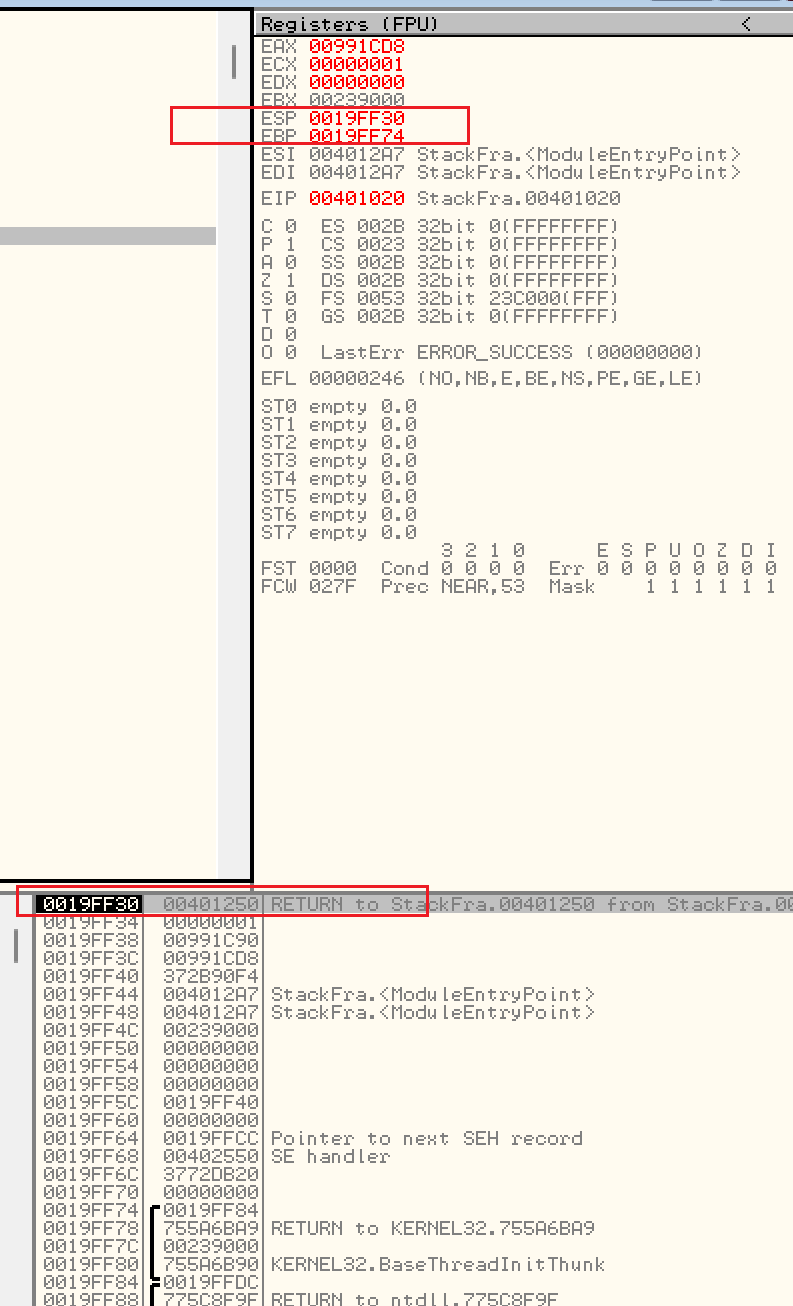 Registers (FPU) <
EAX 00991CD8
ECX 00000001
EDX 00000000
EBX 00239000
ESP 0019FF30
EBP 0019FF74
ESI 004012A7 StackFra.<ModuleEntryPoint>
EDI 004012A7 StackFra.<ModuleEntryPoint>
EIP 00401020 StackFra.00401020
C 0 ES 002B 32bit 0(FFFFFFFF)
P 1 CS 0023 32bit 0(FFFFFFFF)
A 0 SS 002B 32bit 0(FFFFFFFF)
Z 1 DS 002B 32bit 0(FFFFFFFF)
S 0 FS 0053 32bit 23C000(FFF)
T 0 GS 002B 32bit 0(FFFFFFFF)
D 0
O 0 LastErr ERROR_SUCCESS (00000000)
EFL 00000246 (NO,NB,E,BE,NS,PE,GE,LE)
ST0 empty 0.0
ST1 empty 0.0
ST2 empty 0.0
ST3 empty 0.0
ST4 empty 0.0
ST5 empty 0.0
ST6 empty 0.0
ST7 empty 0.0
3 2 1 0 E S P U O Z D I
FST 0000 Cond 0 0 0 0 Err 0 0 0 0 0 0 0 0
FCW 027F Prec NEAR,53 Mask 1 1 1 1 1 1
0019FF30 00401250 RETURN to StackFra.00401250 from StackFra.00
0019FF34 00000001
0019FF38 00991C90
0019FF3C 00991CD8
0019FF40 372B90F4
0019FF44 004012A7 StackFra.<ModuleEntryPoint>
0019FF48 004012A7 StackFra.<ModuleEntryPoint>
0019FF4C 00239000
0019FF50 00000000
0019FF54 00000000
0019FF58 00000000
0019FF5C 0019FF40
0019FF60 00000000
0019FF64 0019FFCC Pointer to next SEH record
0019FF68 00402550 SE handler
0019FF6C 3772DB20
0019FF70 00000000
0019FF74 0019FF84
0019FF78 755A6BA9 RETURN to KERNEL32.755A6BA9
0019FF7C 00239000
0019FF80 755A6B90 KERNEL32.BaseThreadInitThunk
0019FF84 0019FFDC
0019FF88 775C8F9F RETURN to ntdll.775C8F9F